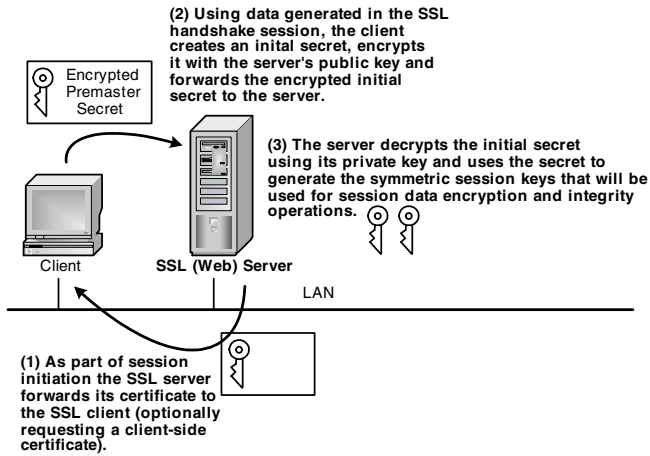 (2) Using data generated in the SSL
handshake session, the client
creates an inital secret, encrypts
it with the server's public key and
forwards the encrypted initial
secret to the server.
Encrypted
Premaster
Secret
(3) The server decrypts the initial secret
using its private key and uses the secret to
generate the symmetric session keys that will be
used for session data encryption and integrity
operations.
Client
SSL (Web) Server
LAN
(1) As part of session
initiation the SSL server
forwards its certificate to
the SSL client (optionally
requesting a client-side
certificate).